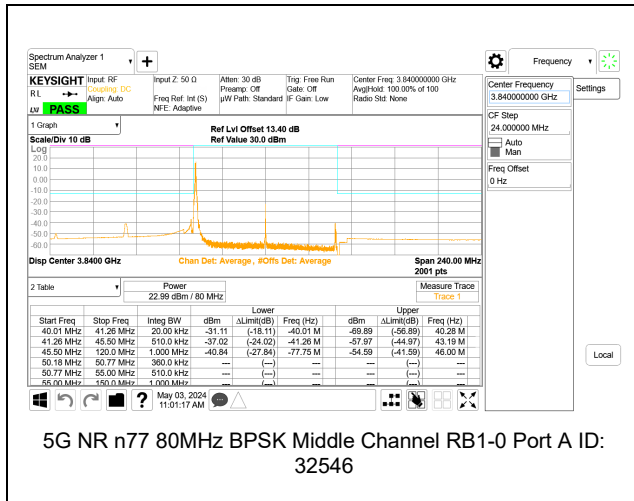 Spectrum Analyzer 1
SEM
Frequency
KEYSIGHT
RL
LXI PASS
Input: RF
Coupling: DC
Align: Auto
Input Z: 50 Ω
Freq Ref: Int (S)
NFE: Adaptive
Atten: 30 dB
Preamp: Off
µW Path: Standard
Trig: Free Run
Gate: Off
IF Gain: Low
Center Freq: 3.840000000 GHz
Avg|Hold: 100.00% of 100
Radio Std: None
Center Frequency
3.840000000 GHz
Settings
CF Step
24.000000 MHz
Auto
Man
Freq Offset
0 Hz
Local
1 Graph
Scale/Div 10 dB
Ref Lvl Offset 13.40 dB
Ref Value 30.0 dBm
Log
20.0
10.0
0.00
-10.0
-20.0
-30.0
-40.0
-50.0
-60.0
Disp Center 3.8400 GHz
Chan Det: Average, #Offs Det: Average
Span 240.00 MHz
2001 pts
2 Table
Power
22.99 dBm / 80 MHz
Measure Trace
Trace 1
Lower Upper
Start Freq Stop Freq Integ BW dBm ΔLimit(dB) Freq (Hz) dBm ΔLimit(dB) Freq (Hz)
40.01 MHz 41.26 MHz 20.00 kHz -31.11 (-18.11) -40.01 M -69.89 (-56.89) 40.28 M
41.26 MHz 45.50 MHz 510.0 kHz -37.02 (-24.02) -41.26 M -57.97 (-44.97) 43.19 M
45.50 MHz 120.0 MHz 1.000 MHz -40.84 (-27.84) -77.75 M -54.59 (-41.59) 46.00 M
50.18 MHz 50.77 MHz 360.0 kHz --- (---) --- --- (---) ---
50.77 MHz 55.00 MHz 510.0 kHz --- (---) --- --- (---) ---
55.00 MHz 150.0 MHz 1.000 MHz --- (---) --- --- (---) ---
May 03, 2024
11:01:17 AM
5G NR n77 80MHz BPSK Middle Channel RB1-0 Port A ID:
32546